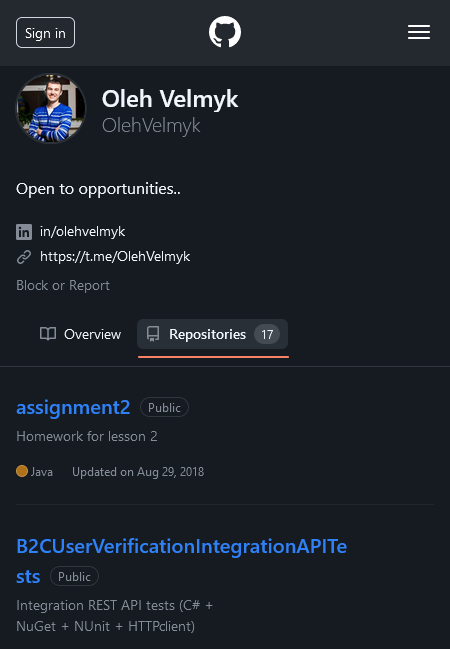 Sign in
Oleh Velmyk
OlehVelmyk
Open to opportunities..
in/olehvelmyk
https://t.me/OlehVelmyk
Block or Report
Overview Repositories 17
assignment2 Public
Homework for lesson 2
Java Updated on Aug 29, 2018
B2CUserVerificationIntegrationAPITe
sts Public
Integration REST API tests (C# +
NuGet + NUnit + HTTPclient)